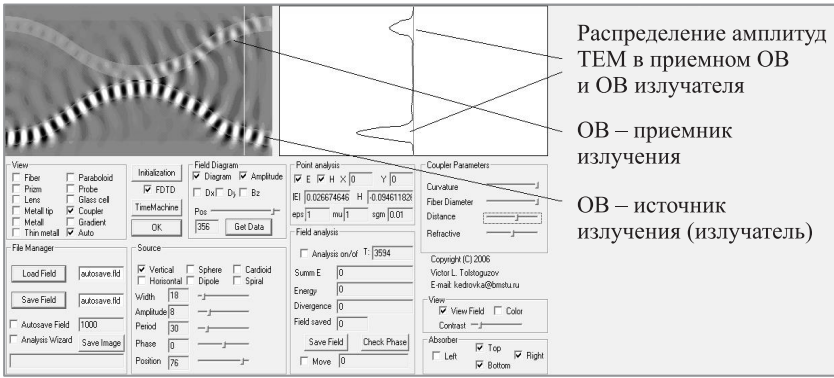 Распределение амплитуд
TEM в приемном ОВ
и ОВ излучателя
ОВ – приемник
излучения
ОВ – источник
излучения (излучатель)
View
Fiber Paraboloid
Prizm Probe
Lens Glass cell
Metall tip Coupler
Metall Gradient
Thin metall Auto
Initialization
FDTD
TimeMachine
OK
Field Diagram
Diagram Amplitude
Dx Dy Bz
Pos
356 Get Data
Point analysis
E H X 0 Y 0
|E| 0.026674646 H -0.09461182
eps 1 mu 1 sgm 0.01
Coupler Parameters
Curvature
Fiber Diameter
Distance
Refractive
File Manager
Load Field autosave.fld
Save Field autosave.fld
Autosave Field 1000
Analysis Wizard Save Image
Source
Vertical Sphere Cardioid
Horisontal Dipole Spiral
Width 18
Amplitude 8
Period 30
Phase 0
Position 76
Field analysis
Analysis on/of T: 3594
Summ E 0
Energy 0
Divergence 0
Field saved 0
Save Field Check Phase
Move 0
Copyright (C) 2006
Victor L. Tolstoguzov
E-mail: kedrovka@bmstu.ru
View
View Field Color
Contrast
Absorber
Left Top Right
Bottom